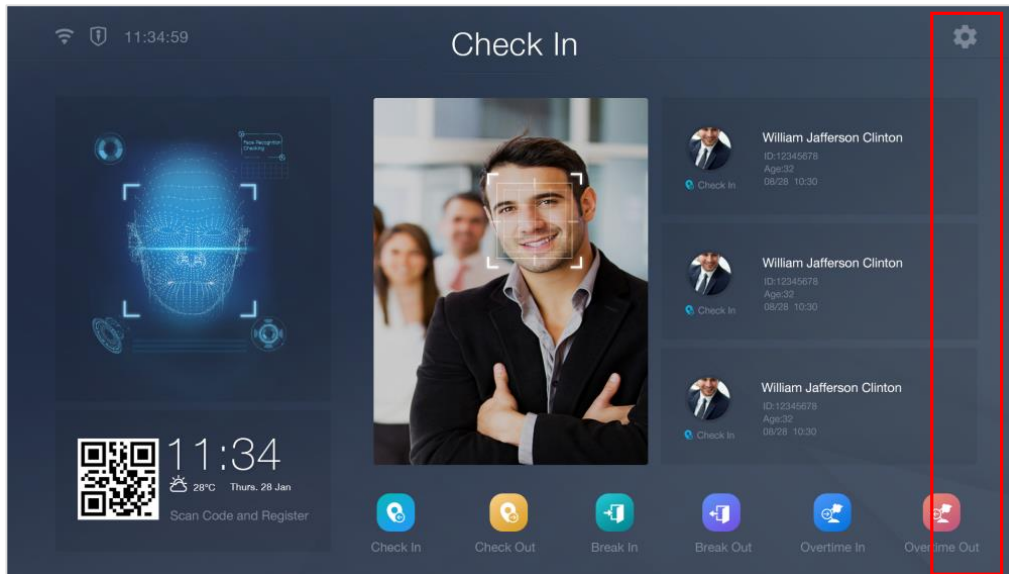 11:34:59
Check In
Face Recognition
Checking
William Jafferson Clinton
ID:12345678
Age:32
08/28 10:30
Check In
William Jafferson Clinton
ID:12345678
Age:32
08/28 10:30
Check In
William Jafferson Clinton
ID:12345678
Age:32
08/28 10:30
Check In
11:34
28°C Thurs. 28 Jan
Scan Code and Register
Check In
Check Out
Break In
Break Out
Overtime In
Overtime Out